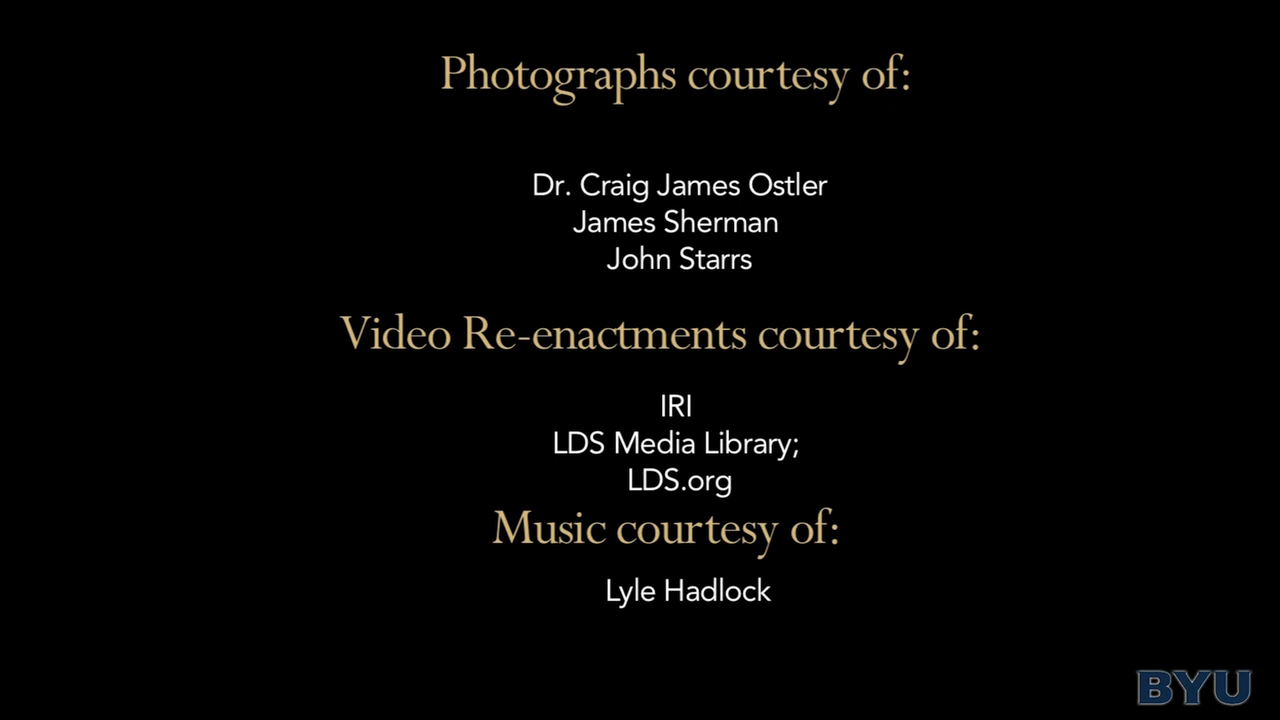 Photographs courtesy of:
Dr. Craig James Ostler
James Sherman
John Starrs
Video Re-enactments courtesy of:
IRI
LDS Media Library;
LDS.org
Music courtesy of:
Lyle Hadlock
BYU